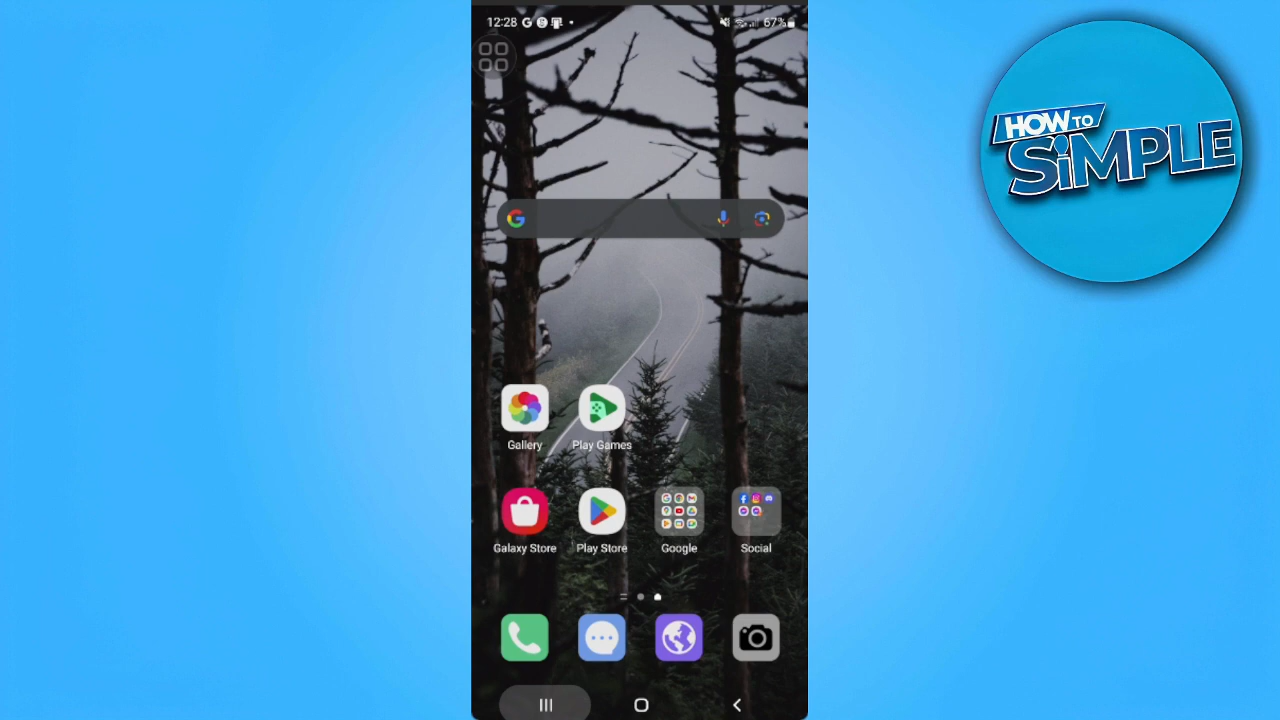 12:28
67%
HOW TO
SiMPLE
Gallery
Play Games
Galaxy Store
Play Store
Google
Social